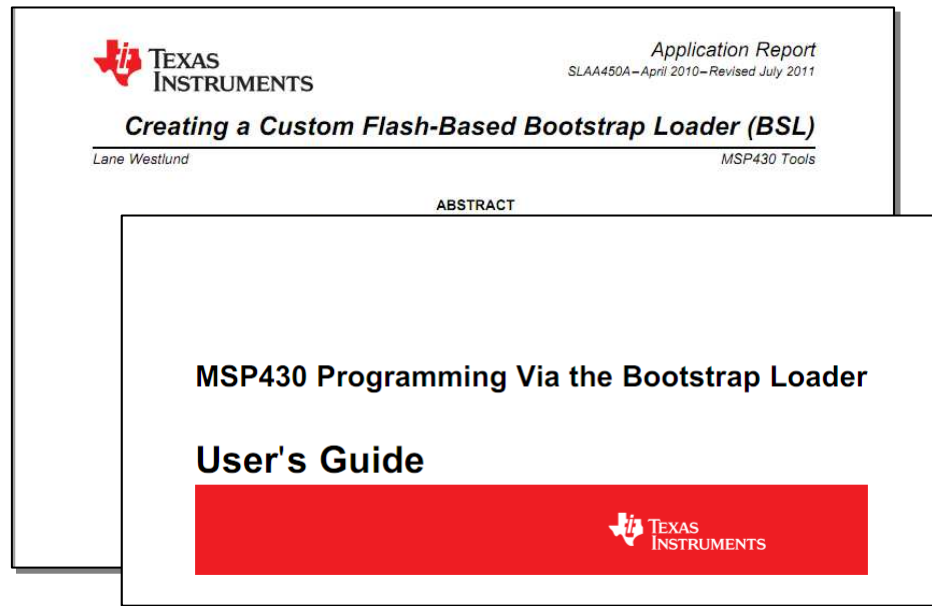 TEXAS
INSTRUMENTS
Application Report
SLAA450A–April 2010–Revised July 2011
Creating a Custom Flash-Based Bootstrap Loader (BSL)
Lane Westlund
MSP430 Tools
ABSTRACT
MSP430 Programming Via the Bootstrap Loader
User's Guide
TEXAS
INSTRUMENTS